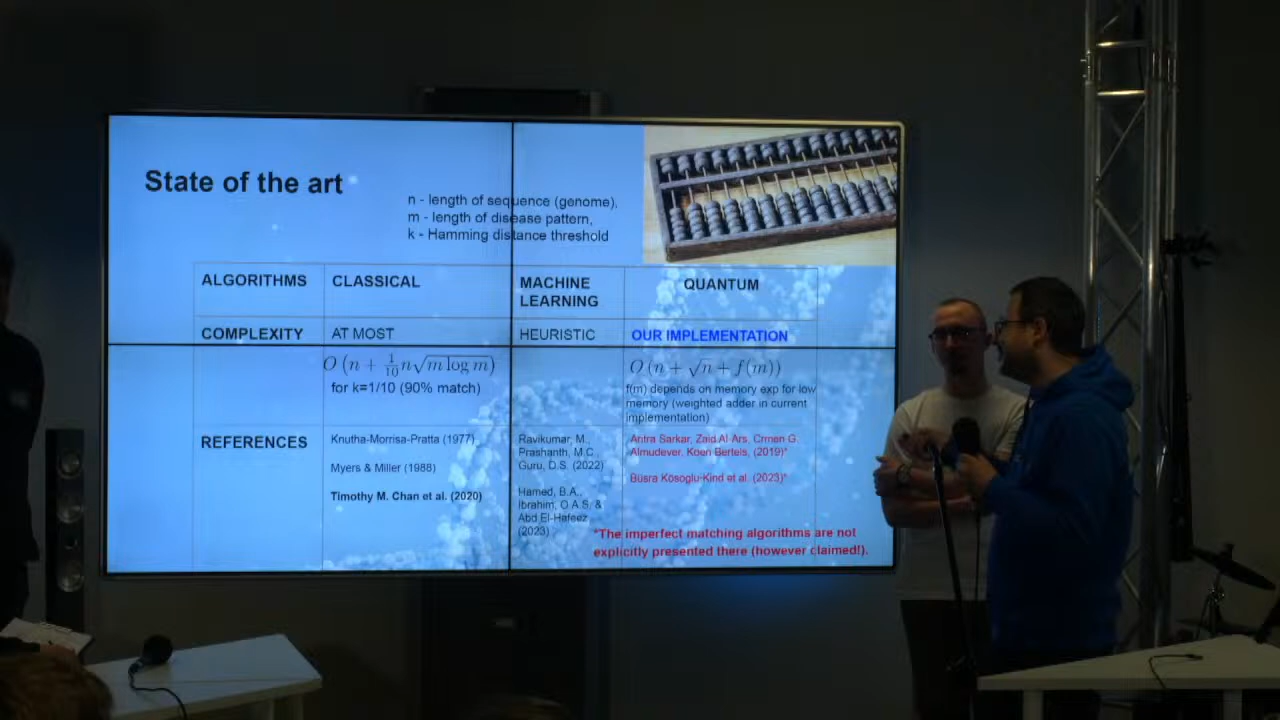 State of the art
n - length of sequence (genome),
m - length of disease pattern,
k - Hamming distance threshold
ALGORITHMS
CLASSICAL
MACHINE
LEARNING
QUANTUM
COMPLEXITY
AT MOST
HEURISTIC
OUR IMPLEMENTATION
O (n + 1/10 n√(m log m))
for k=1/10 (90% match)
O (n + √n + f(m))
f(m) depends on memory exp for low
memory (weighted adder in current
implementation)
REFERENCES
Knutha-Morrisa-Pratta (1977)
Myers & Miller (1988)
Timothy M. Chan et al. (2020)
Ravikumar, M.,
Prashanth, M.C.,
Guru, D.S. (2022)
Hamed, B.A.,
Ibrahim, O.A.S, &
Abd El-Hafeez
(2023)
Aritra Sarkar, Zaid Al-Ars, Crmen G.
Almudever, Koen Bertels, (2019)*
Büsra Kösoglu-Kind et al. (2023)*
*The imperfect matching algorithms are not
explicitly presented there (however claimed!).